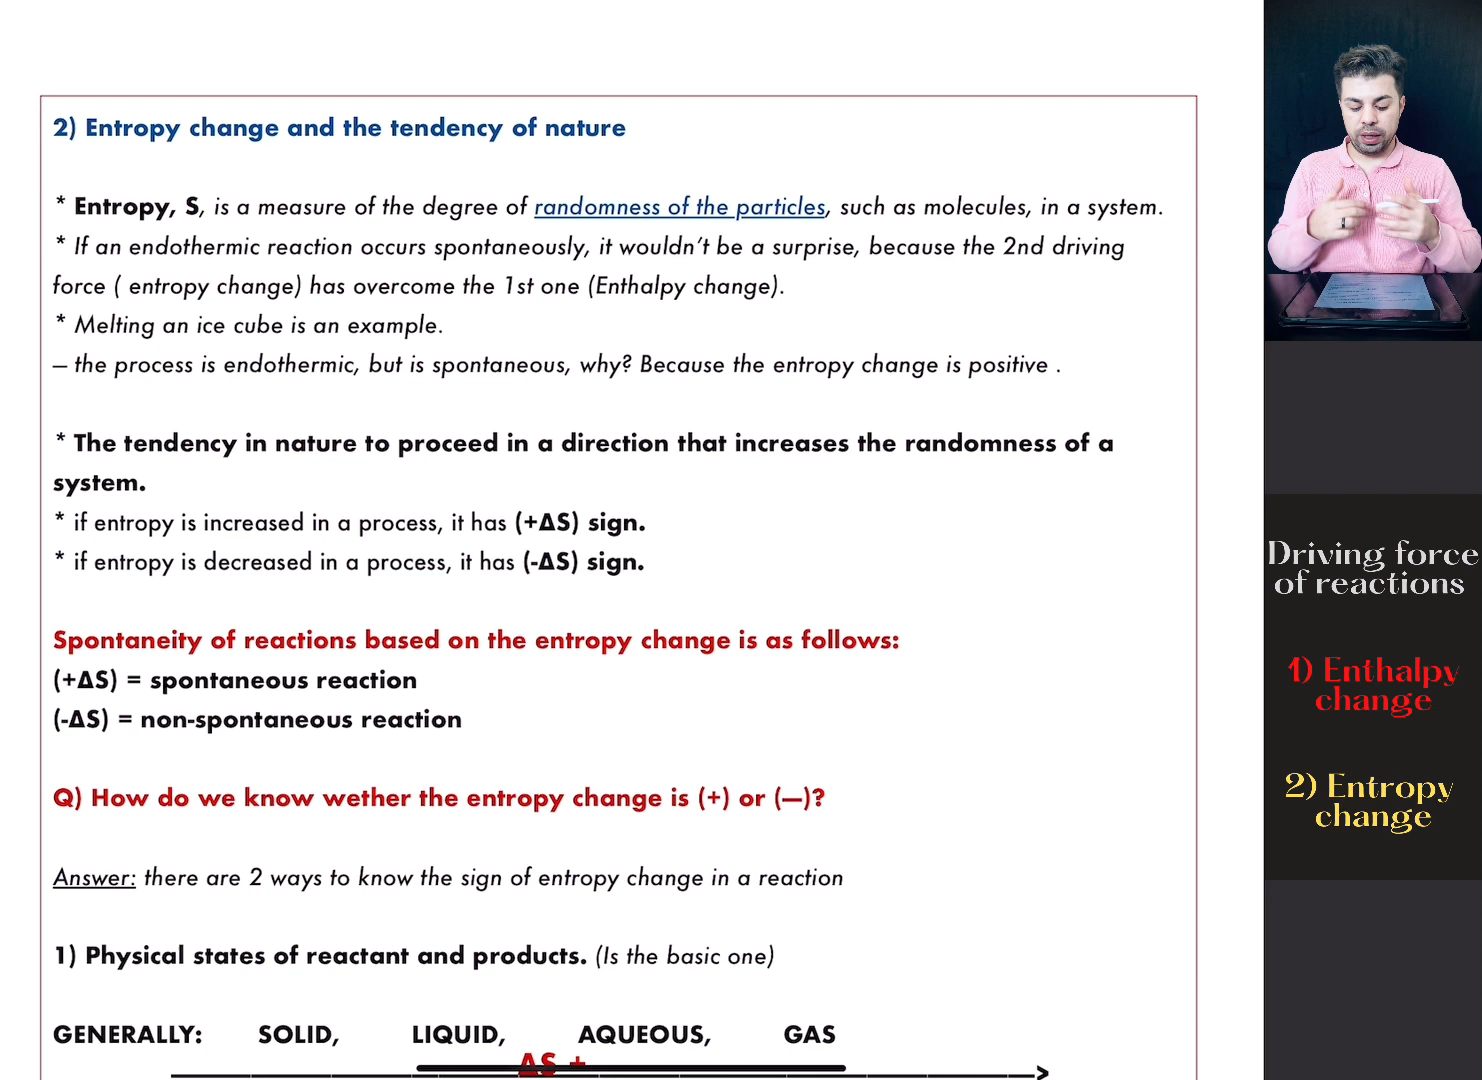 2) Entropy change and the tendency of nature
* Entropy, S, is a measure of the degree of randomness of the particles, such as molecules, in a system.
* If an endothermic reaction occurs spontaneously, it wouldn't be a surprise, because the 2nd driving
force ( entropy change) has overcome the 1st one (Enthalpy change).
* Melting an ice cube is an example.
– the process is endothermic, but is spontaneous, why? Because the entropy change is positive .
* The tendency in nature to proceed in a direction that increases the randomness of a
system.
* if entropy is increased in a process, it has (+ΔS) sign.
* if entropy is decreased in a process, it has (-ΔS) sign.
Spontaneity of reactions based on the entropy change is as follows:
(+ΔS) = spontaneous reaction
(-ΔS) = non-spontaneous reaction
Q) How do we know wether the entropy change is (+) or (–)?
Answer: there are 2 ways to know the sign of entropy change in a reaction
1) Physical states of reactant and products. (Is the basic one)
GENERALLY: SOLID, LIQUID, AQUEOUS, GAS
ΔS +
Driving force
of reactions
1) Enthalpy
change
2) Entropy
change